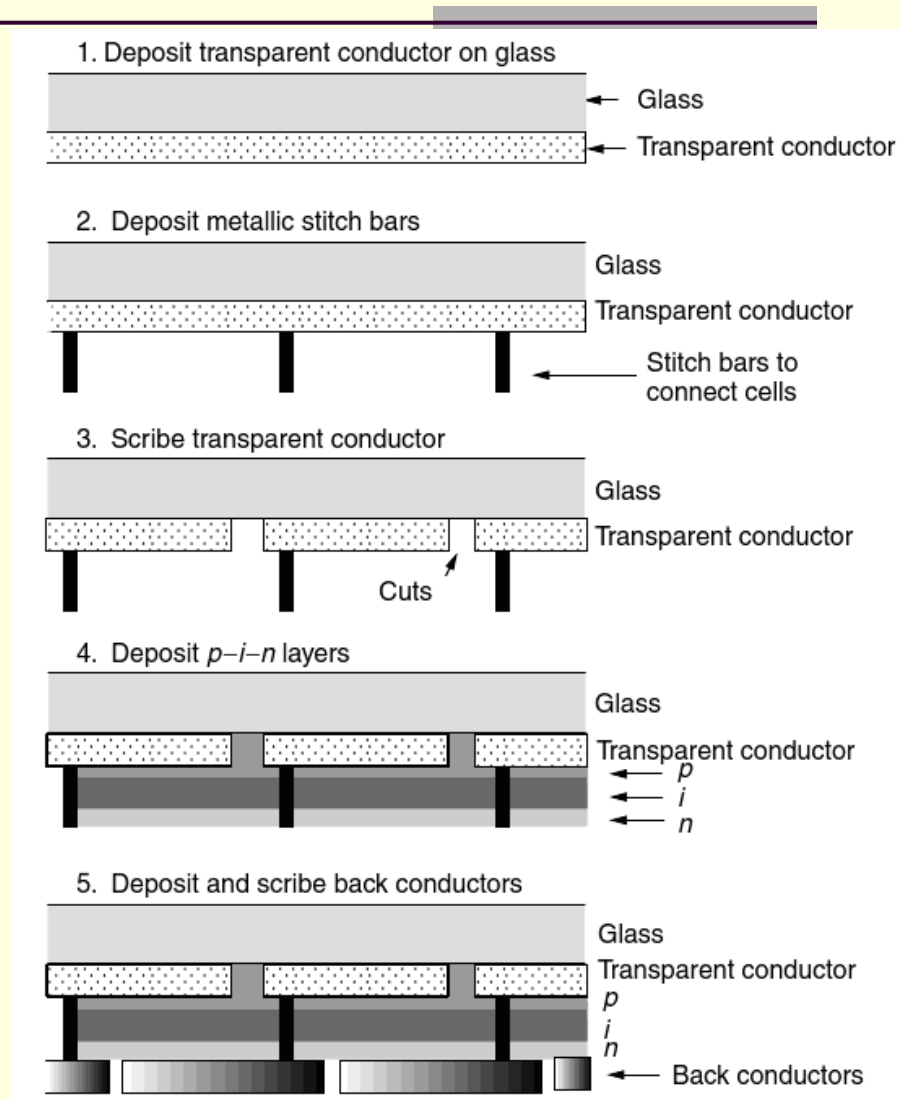 1. Deposit transparent conductor on glass
Glass
Transparent conductor
2. Deposit metallic stitch bars
Glass
Transparent conductor
Stitch bars to
connect cells
3. Scribe transparent conductor
Glass
Transparent conductor
Cuts
4. Deposit p–i–n layers
Glass
Transparent conductor
p
i
n
5. Deposit and scribe back conductors
Glass
Transparent conductor
p
i
n
Back conductors